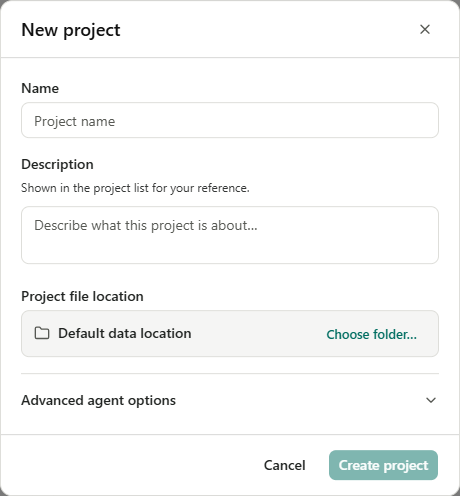 New project
Name
Project name
Description
Shown in the project list for your reference.
Describe what this project is about...
Project file location
Default data location
Choose folder...
Advanced agent options
Cancel
Create project